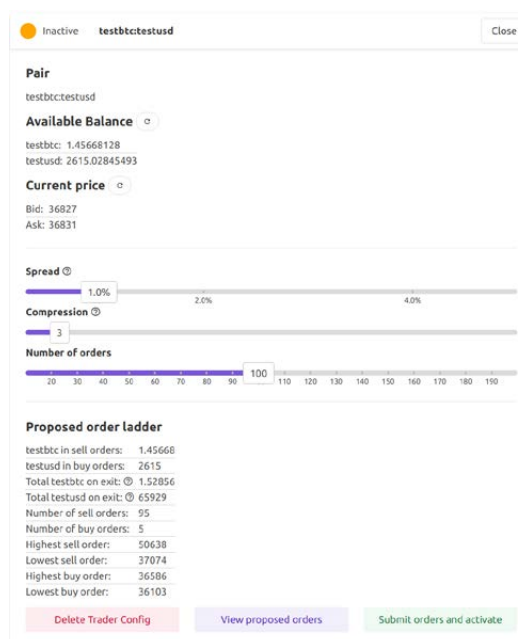 Inactive testbtc:testusd Close
Pair
testbtc:testusd
Available Balance
testbtc: 1.45668128
testusd: 2615.02845493
Current price
Bid: 36827
Ask: 36831
Spread
1.0% 2.0% 4.0%
Compression
3
Number of orders
100
20 30 40 50 60 70 80 90 110 120 130 140 150 160 170 180 190
Proposed order ladder
testbtc in sell orders: 1.45668
testusd in buy orders: 2615
Total testbtc on exit: 1.52856
Total testusd on exit: 65929
Number of sell orders: 95
Number of buy orders: 5
Highest sell order: 50638
Lowest sell order: 37074
Highest buy order: 36586
Lowest buy order: 36103
Delete Trader Config View proposed orders Submit orders and activate